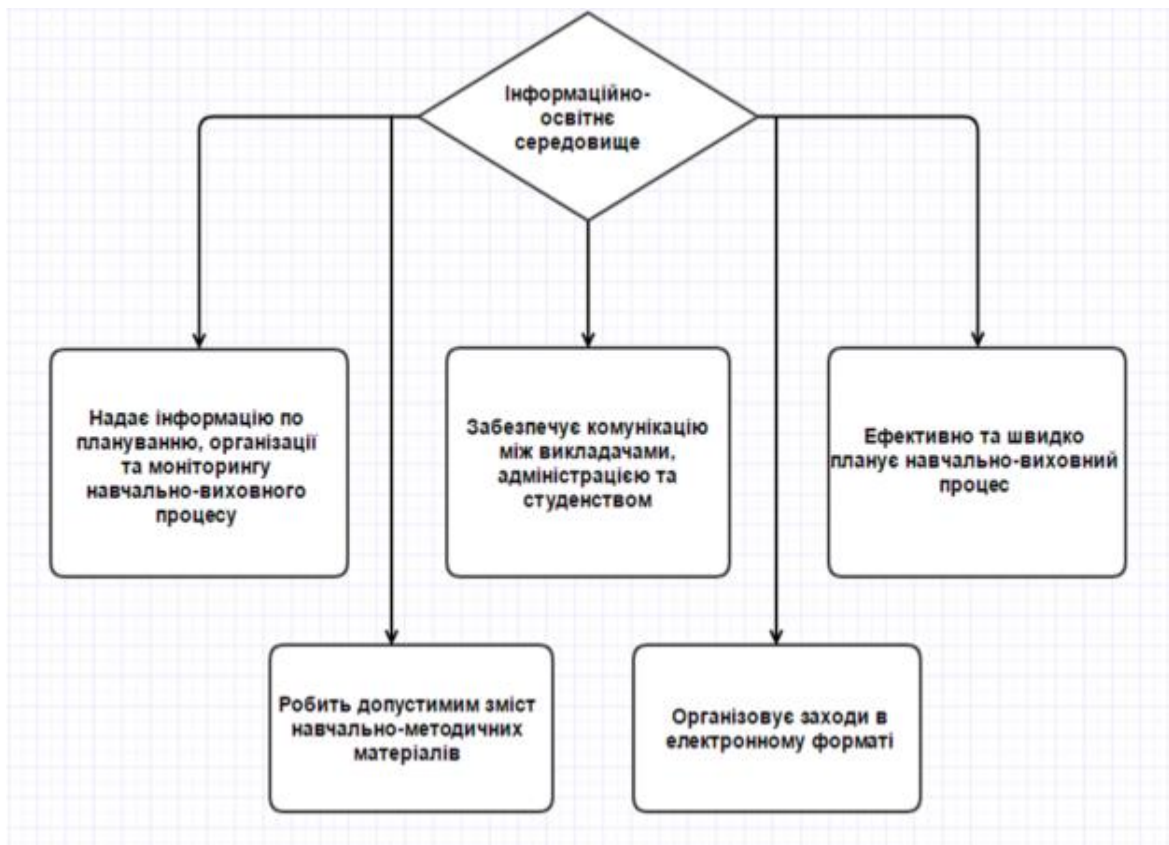 Інформаційно-
освітнє
середовище
Надає інформацію по
плануванню, організації
та моніторингу
навчально-виховного
процесу
Забезпечує комунікацію
між викладачами,
адміністрацією та
студенством
Ефективно та швидко
планує навчально-виховний
процес
Робить допустимим зміст
навчально-методичних
матеріалів
Організовує заходи в
електронному форматі